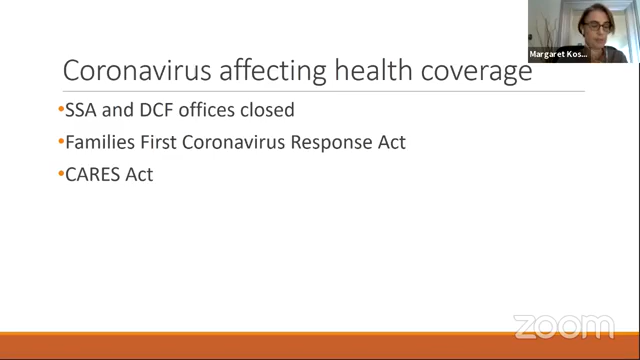 Margaret Kos...
Coronavirus affecting health coverage
•SSA and DCF offices closed
•Families First Coronavirus Response Act
•CARES Act
zoom